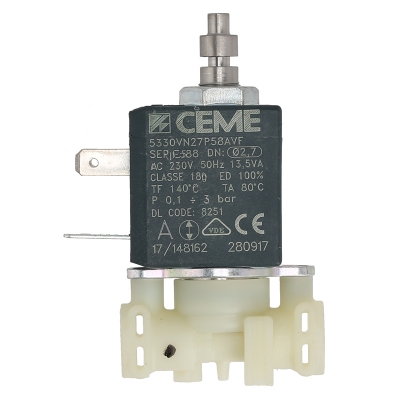 CEME
5330VN27P58AVF
SERIE588 DN: Ø2,7
AC 230V 50Hz 13,5VA
CLASSE 180 ED 100%
TF 140°C TA 80°C
P 0,1 ÷ 3 bar
DL CODE: 8251
A VDE CE
17/148162 280917